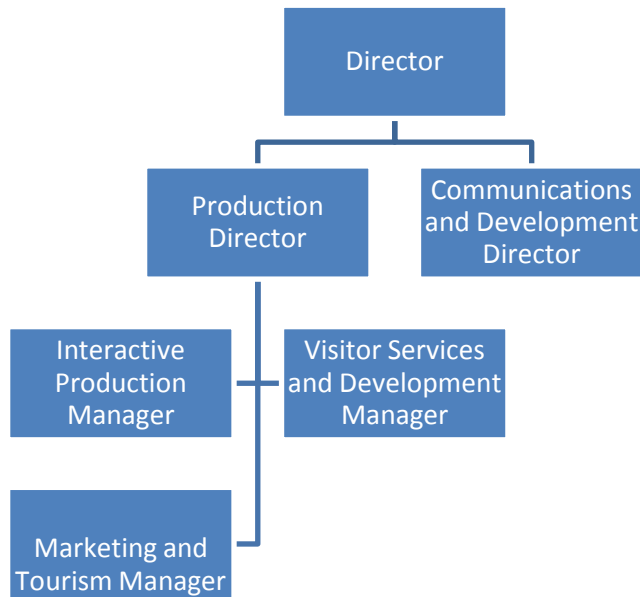 Director
Production
Director
Communications
and Development
Director
Interactive
Production
Manager
Visitor Services
and Development
Manager
Marketing and
Tourism Manager